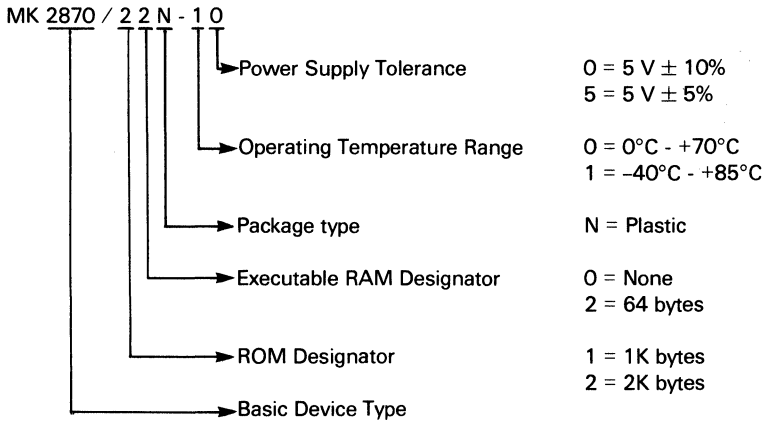 MK 2870 / 2 2 N - 1 0
Power Supply Tolerance 0 = 5 V ± 10%
5 = 5 V ± 5%
Operating Temperature Range 0 = 0°C - +70°C
1 = –40°C - +85°C
Package type N = Plastic
Executable RAM Designator 0 = None
2 = 64 bytes
ROM Designator 1 = 1K bytes
2 = 2K bytes
Basic Device Type